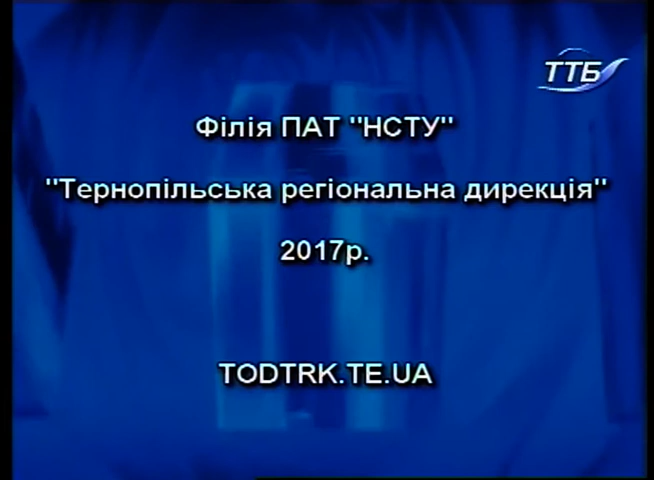 ТТБ
Філія ПАТ "НСТУ"
"Тернопільська регіональна дирекція"
2017р.
TODTRK.TE.UA